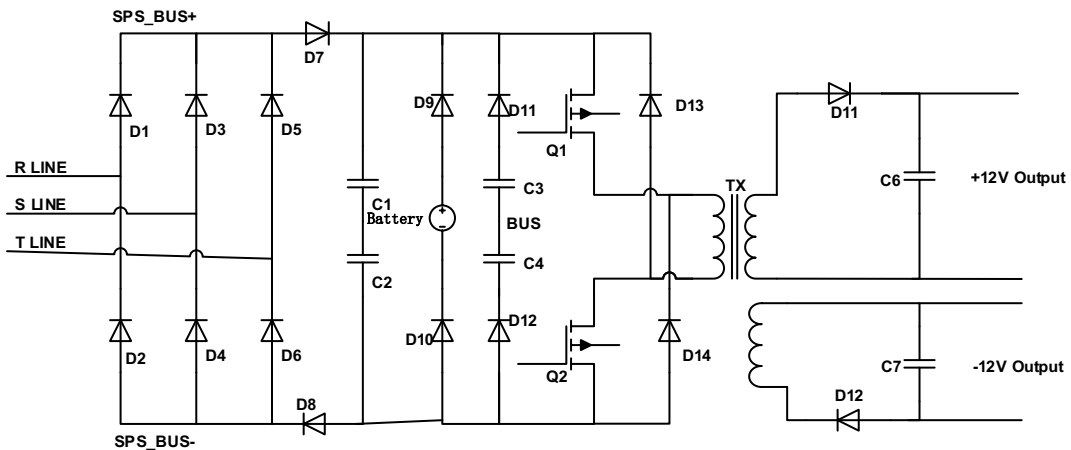 SPS_BUS+
D7
D1
D3
D5
D9
D11
D13
Q1
D11
R LINE
S LINE
T LINE
C1
Battery
C2
C3
BUS
C4
TX
C6
+12V Output
D2
D4
D6
D10
D12
Q2
D14
C7
-12V Output
D8
D12
SPS_BUS-